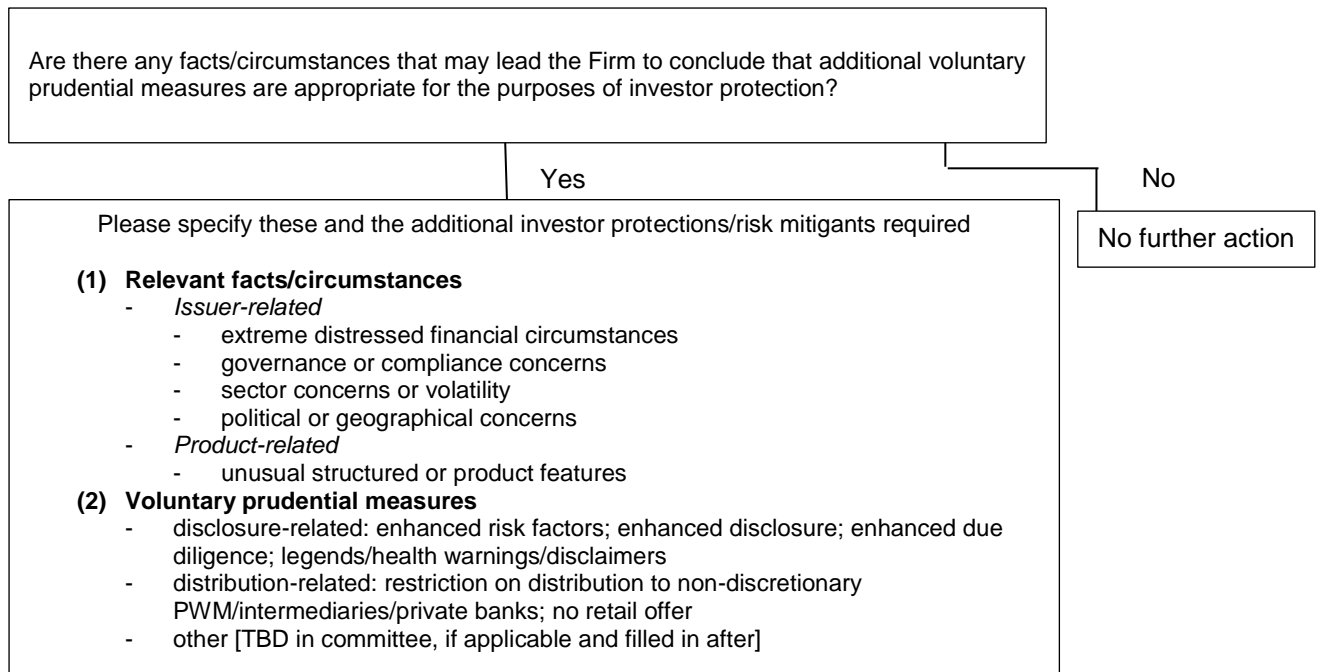 Are there any facts/circumstances that may lead the Firm to conclude that additional voluntary
prudential measures are appropriate for the purposes of investor protection?
Yes
No
Please specify these and the additional investor protections/risk mitigants required
No further action
(1) Relevant facts/circumstances
- Issuer-related
- extreme distressed financial circumstances
- governance or compliance concerns
- sector concerns or volatility
- political or geographical concerns
- Product-related
- unusual structured or product features
(2) Voluntary prudential measures
- disclosure-related: enhanced risk factors; enhanced disclosure; enhanced due
diligence; legends/health warnings/disclaimers
- distribution-related: restriction on distribution to non-discretionary
PWM/intermediaries/private banks; no retail offer
- other [TBD in committee, if applicable and filled in after]